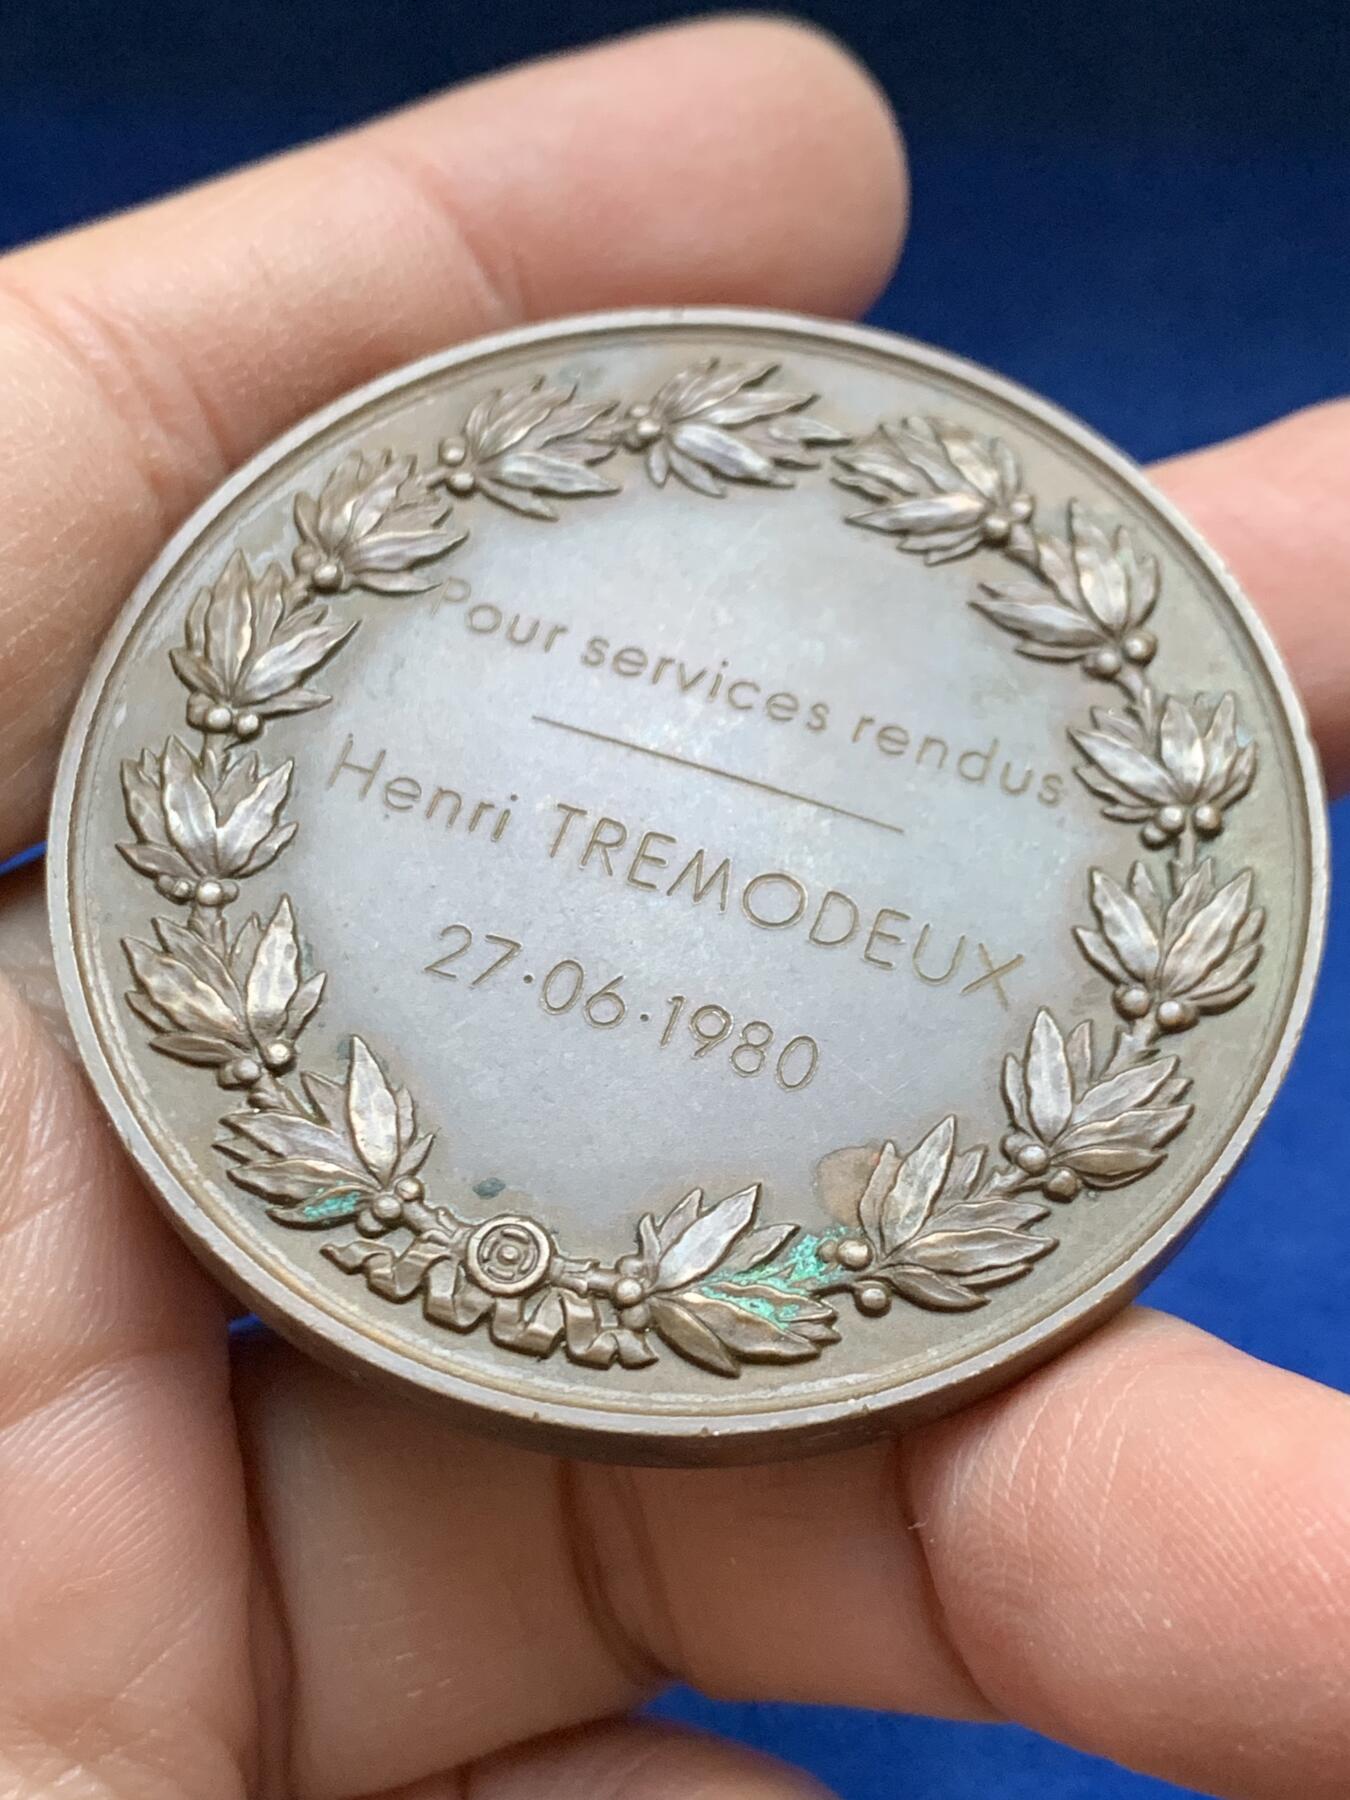 Pour services rendus
Henri TREMODEUX
27.06.1980